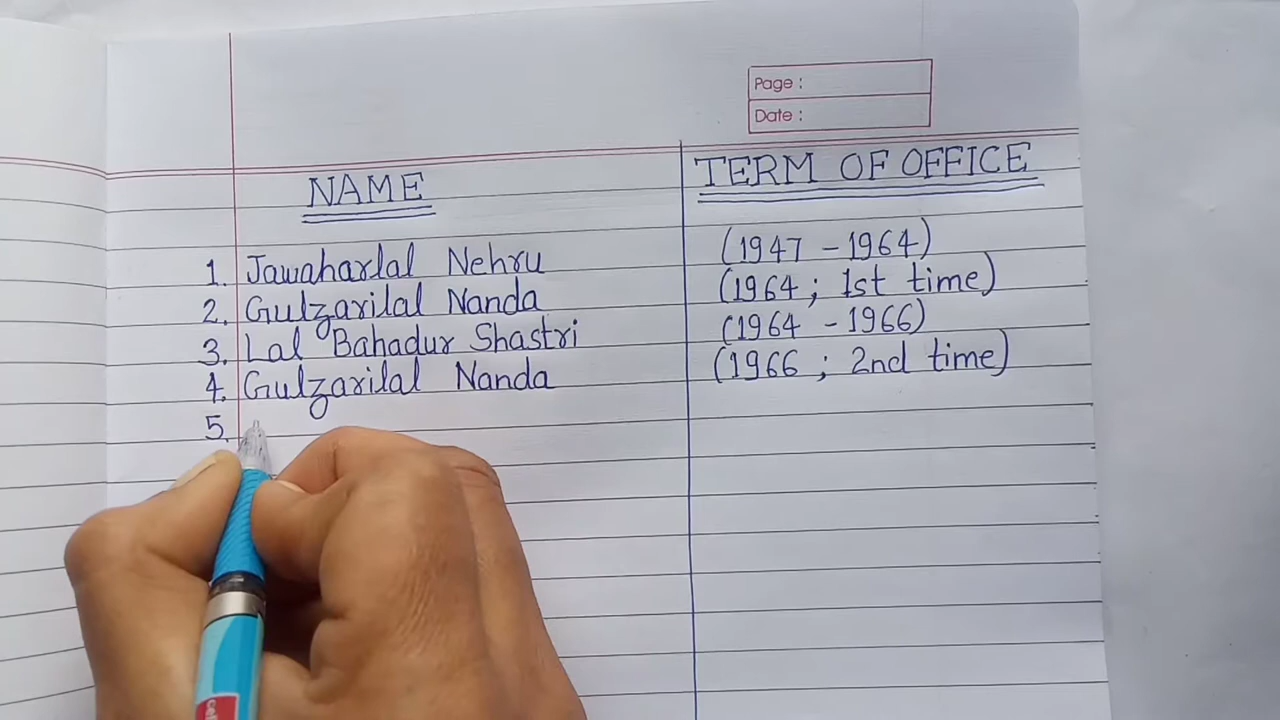 Page :
Date :
NAME TERM OF OFFICE
1. Jawaharlal Nehru (1947 - 1964)
2. Gulzarilal Nanda (1964 ; 1st time)
3. Lal Bahadur Shastri (1964 - 1966)
4. Gulzarilal Nanda (1966 ; 2nd time)
5.